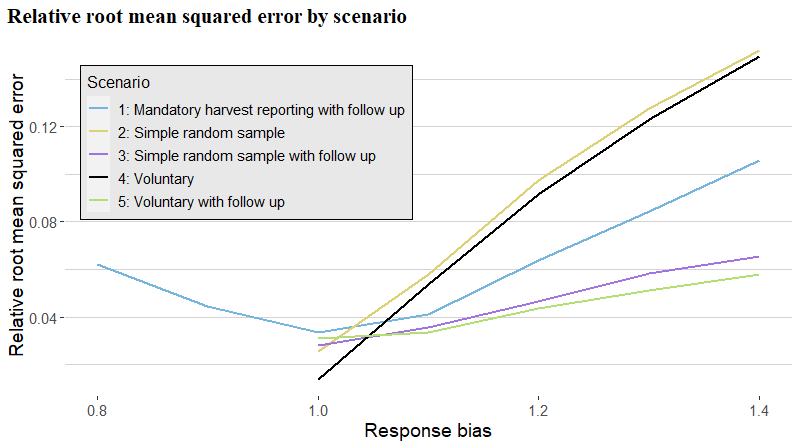 Relative root mean squared error by scenario
Relative root mean squared error
Scenario
1: Mandatory harvest reporting with follow up
2: Simple random sample
3: Simple random sample with follow up
4: Voluntary
5: Voluntary with follow up
0.12
0.08
0.04
0.8 1.0 1.2 1.4
Response bias